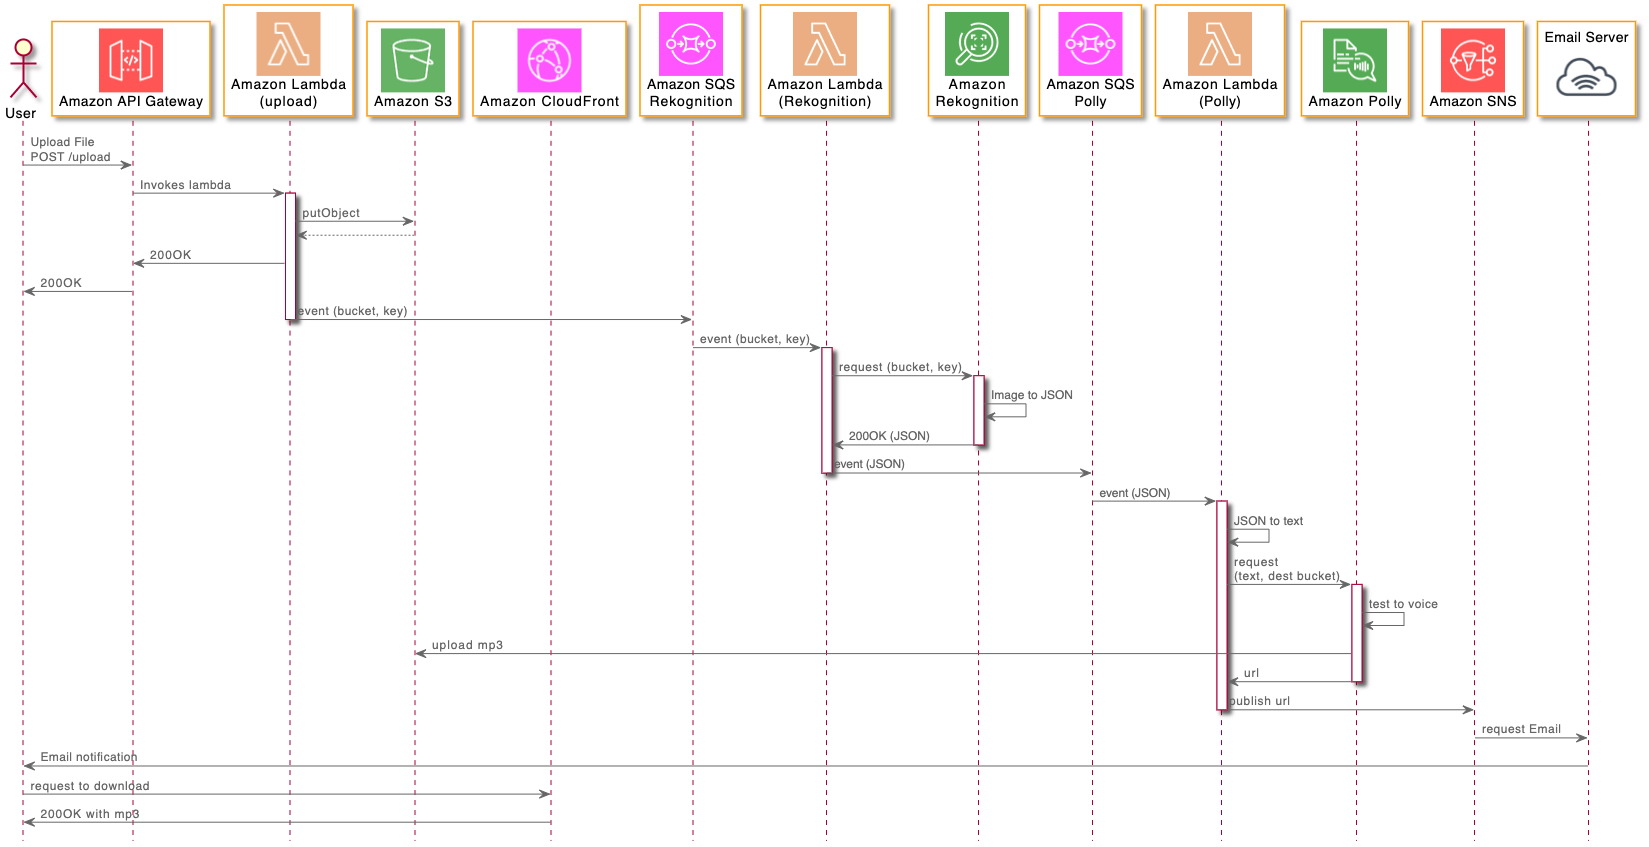 User
Amazon API Gateway
Amazon Lambda
(upload)
Amazon S3
Amazon CloudFront
Amazon SQS
Rekognition
Amazon Lambda
(Rekognition)
Amazon
Rekognition
Amazon SQS
Polly
Amazon Lambda
(Polly)
Amazon Polly
Amazon SNS
Email Server
Upload File
POST /upload
Invokes lambda
putObject
200OK
200OK
event (bucket, key)
event (bucket, key)
request (bucket, key)
Image to JSON
200OK (JSON)
event (JSON)
event (JSON)
JSON to text
request
(text, dest bucket)
test to voice
upload mp3
url
publish url
request Email
Email notification
request to download
200OK with mp3